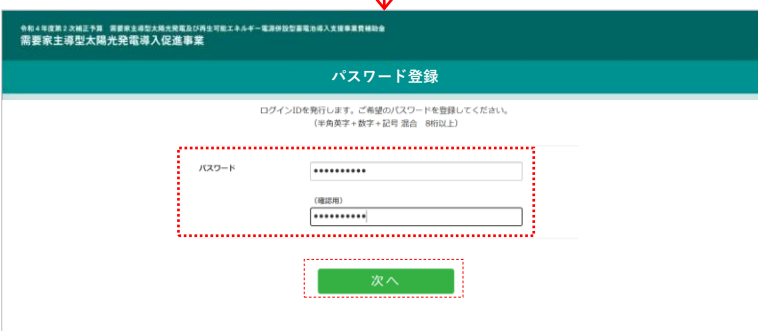 令和4年度第2次補正予算 需要家主導型太陽光発電及び再生可能エネルギー電源併設型蓄電池導入支援事業費補助金
需要家主導型太陽光発電導入促進事業
パスワード登録
ログインIDを発行します。ご希望のパスワードを登録してください。
（半角英字+数字+記号 混合 8桁以上）
パスワード
••••••••••
（確認用）
••••••••••
次へ